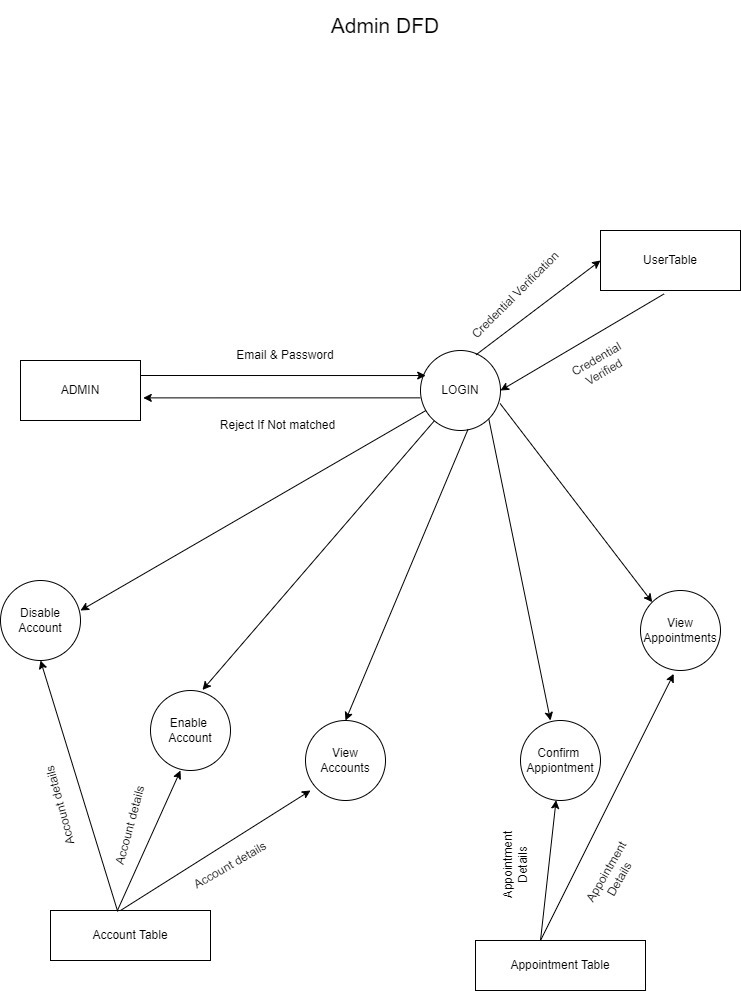 Admin DFD
UserTable
Credential Verification
Credential
Verified
Email & Password
ADMIN
LOGIN
Reject If Not matched
Disable
Account
View
Appointments
Enable
Account
View
Accounts
Confirm
Appiontment
Account details
Account details
Account details
Appointment
Details
Appointment
Details
Account Table
Appointment Table